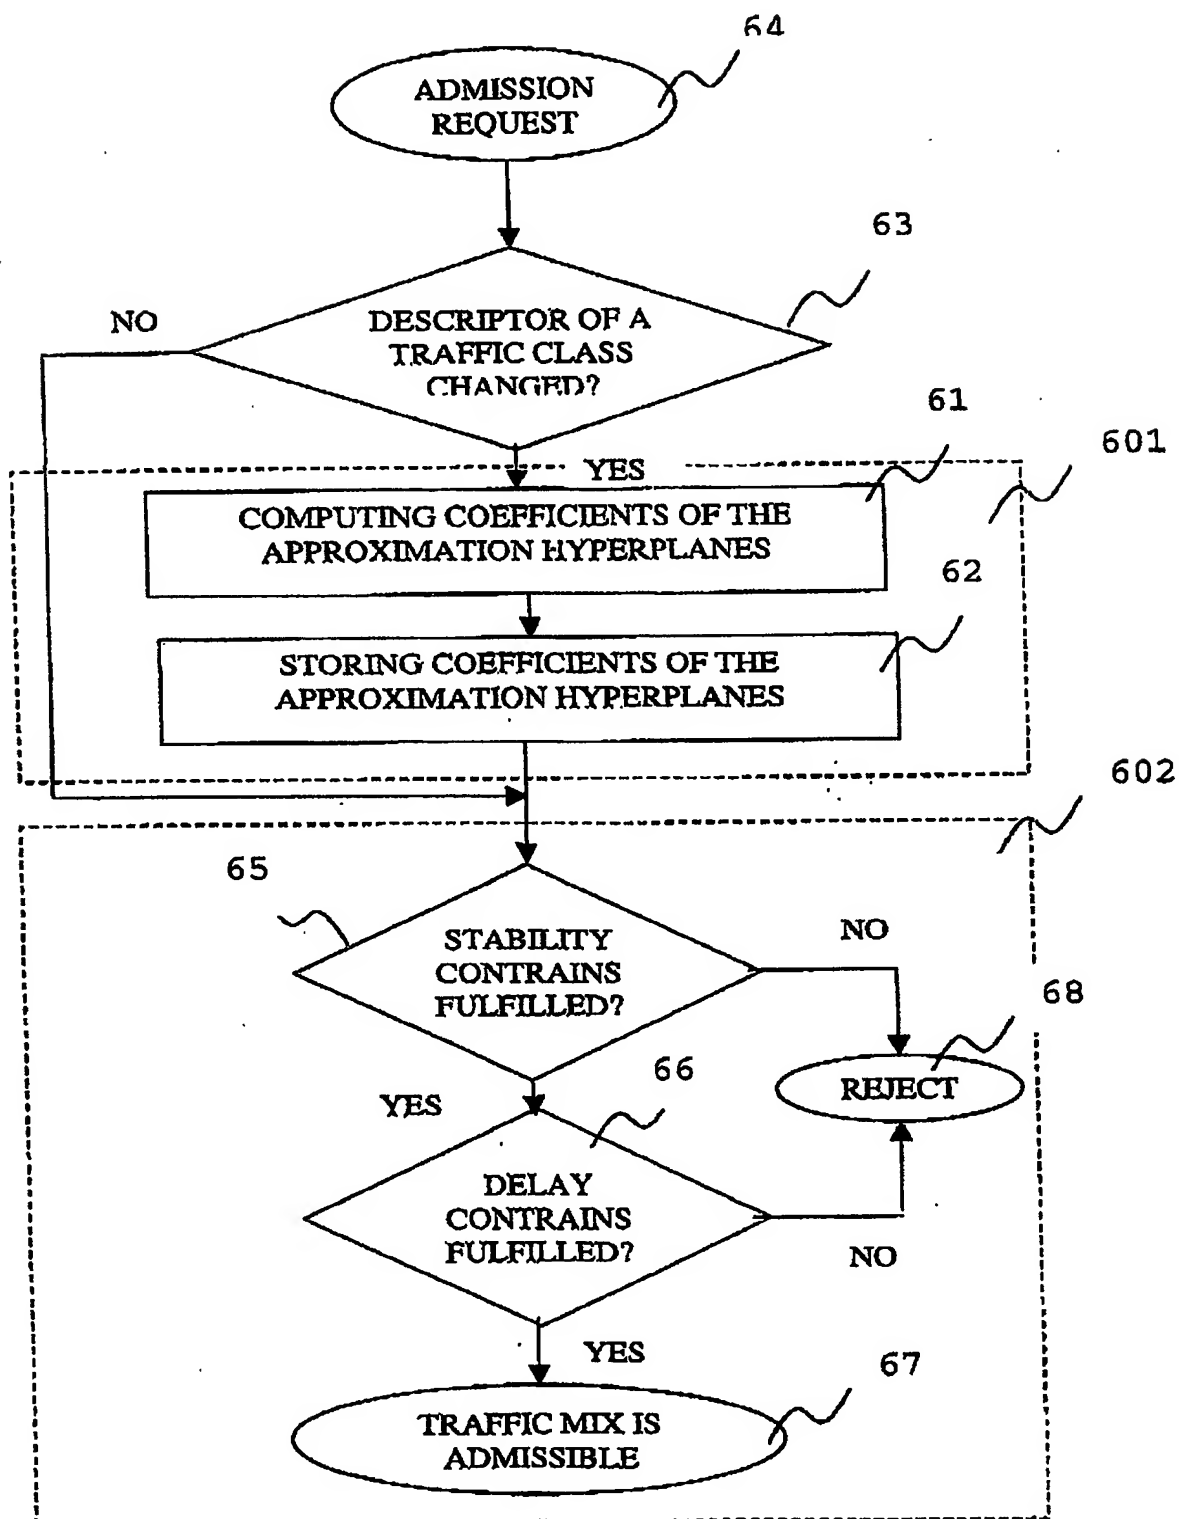 64
ADMISSION
REQUEST
63
NO
DESCRIPTOR OF A
TRAFFIC CLASS
CHANGED?
61
601
YES
COMPUTING COEFFICIENTS OF THE
APPROXIMATION HYPERPLANES
62
STORING COEFFICIENTS OF THE
APPROXIMATION HYPERPLANES
602
65
NO
STABILITY
CONTRAINS
FULFILLED?
68
66
REJECT
YES
DELAY
CONTRAINS
FULFILLED?
NO
YES
67
TRAFFIC MIX IS
ADMISSIBLE